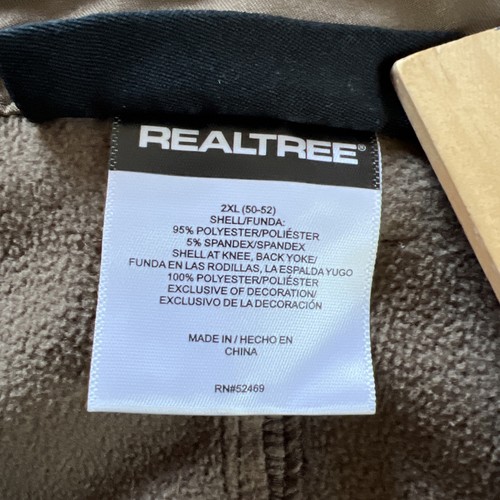 REALTREE®
2XL (50-52)
SHELL/FUNDA:
95% POLYESTER/POLIÉSTER
5% SPANDEX/SPANDEX
SHELL AT KNEE, BACK YOKE/
FUNDA EN LAS RODILLAS, LA ESPALDA YUGO
100% POLYESTER/POLIÉSTER
EXCLUSIVE OF DECORATION/
EXCLUSIVO DE LA DECORACIÓN
MADE IN / HECHO EN
CHINA
RN#52469